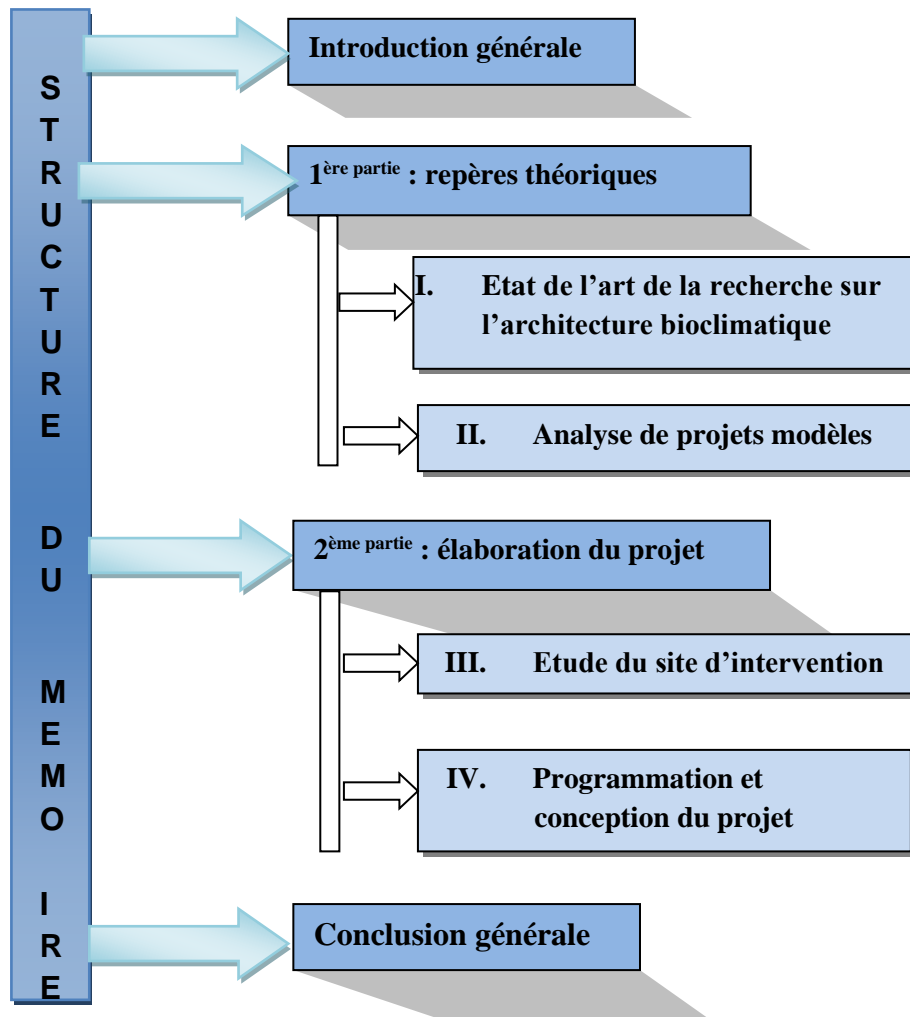 STRUCTURE DU MEMO IRE
Introduction générale
1ère partie : repères théoriques
I. Etat de l’art de la recherche sur
l’architecture bioclimatique
II. Analyse de projets modèles
2ème partie : élaboration du projet
III. Etude du site d’intervention
IV. Programmation et
conception du projet
Conclusion générale